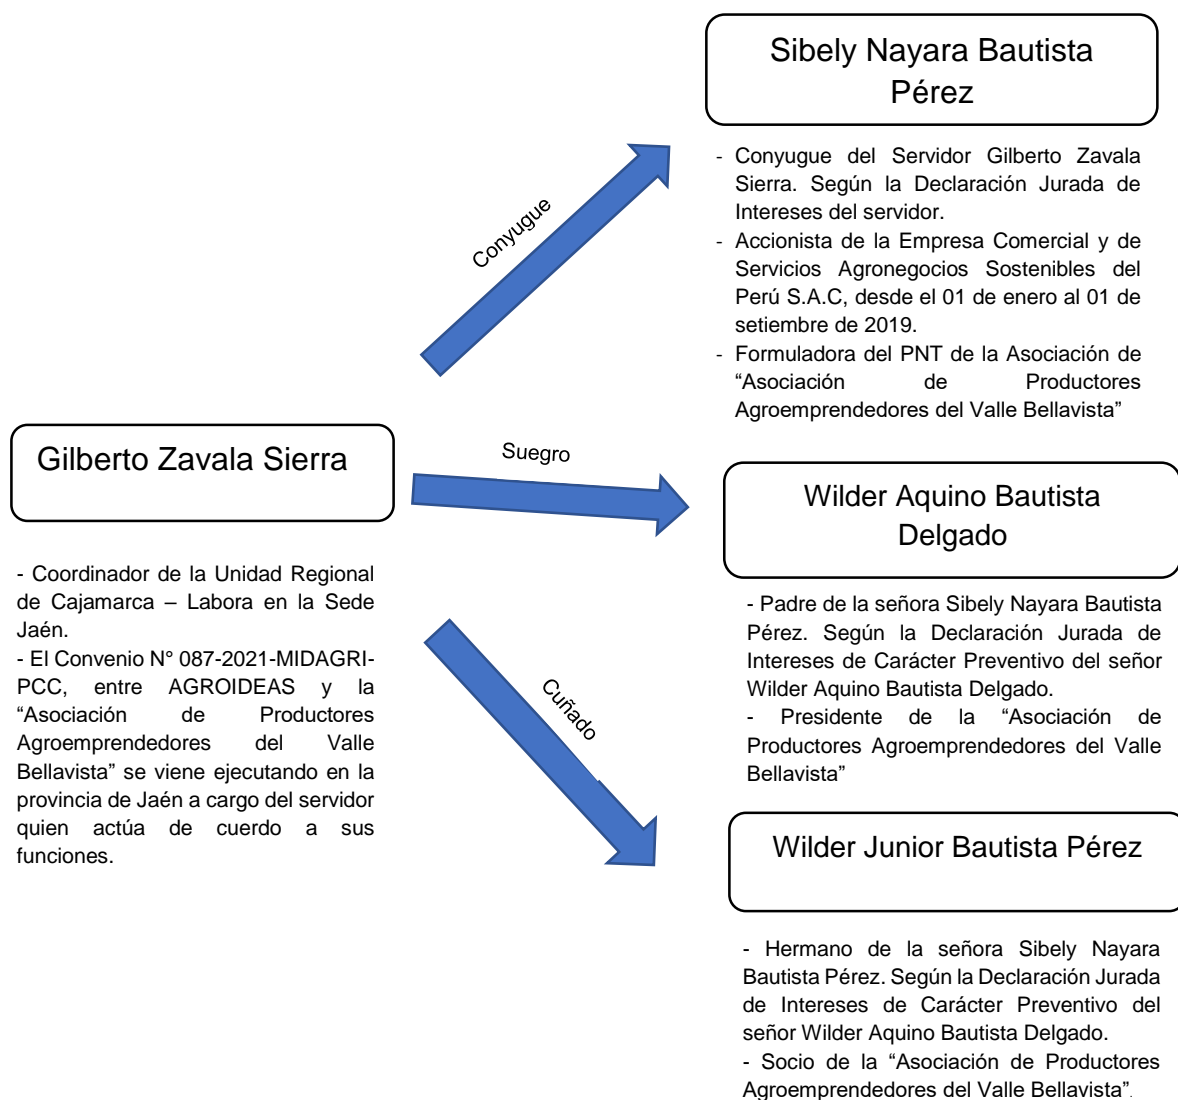 Sibely Nayara Bautista
Pérez
- Conyugue del Servidor Gilberto Zavala
Sierra. Según la Declaración Jurada de
Intereses del servidor.
- Accionista de la Empresa Comercial y de
Servicios Agronegocios Sostenibles del
Perú S.A.C, desde el 01 de enero al 01 de
setiembre de 2019.
- Formuladora del PNT de la Asociación de
“Asociación de Productores
Agroemprendedores del Valle Bellavista”
Conyugue
Gilberto Zavala Sierra
- Coordinador de la Unidad Regional
de Cajamarca – Labora en la Sede
Jaén.
- El Convenio N° 087-2021-MIDAGRI-
PCC, entre AGROIDEAS y la
“Asociación de Productores
Agroemprendedores del Valle
Bellavista” se viene ejecutando en la
provincia de Jaén a cargo del servidor
quien actúa de cuerdo a sus
funciones.
Suegro
Wilder Aquino Bautista
Delgado
- Padre de la señora Sibely Nayara Bautista
Pérez. Según la Declaración Jurada de
Intereses de Carácter Preventivo del señor
Wilder Aquino Bautista Delgado.
- Presidente de la “Asociación de
Productores Agroemprendedores del Valle
Bellavista”
Cuñado
Wilder Junior Bautista Pérez
- Hermano de la señora Sibely Nayara
Bautista Pérez. Según la Declaración Jurada
de Intereses de Carácter Preventivo del
señor Wilder Aquino Bautista Delgado.
- Socio de la “Asociación de Productores
Agroemprendedores del Valle Bellavista”.